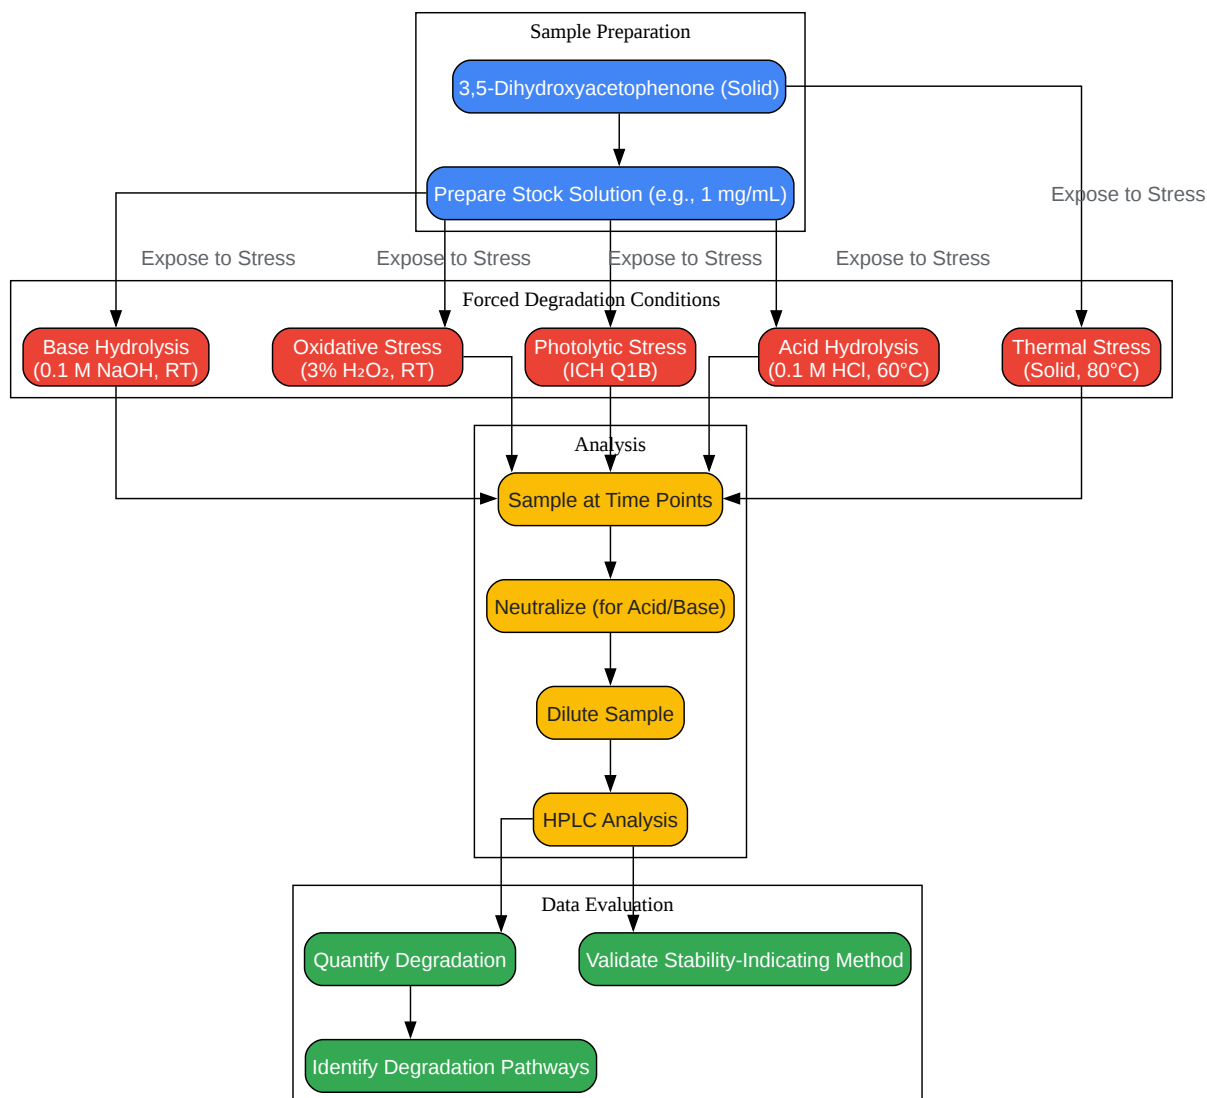 Sample Preparation
3,5-Dihydroxyacetophenone (Solid)
Prepare Stock Solution (e.g., 1 mg/mL)
Expose to Stress
Expose to Stress
Expose to Stress
Expose to Stress
Expose to Stress
Forced Degradation Conditions
Base Hydrolysis
(0.1 M NaOH, RT)
Oxidative Stress
(3% H₂O₂, RT)
Photolytic Stress
(ICH Q1B)
Acid Hydrolysis
(0.1 M HCl, 60°C)
Thermal Stress
(Solid, 80°C)
Analysis
Sample at Time Points
Neutralize (for Acid/Base)
Dilute Sample
HPLC Analysis
Data Evaluation
Quantify Degradation
Validate Stability-Indicating Method
Identify Degradation Pathways